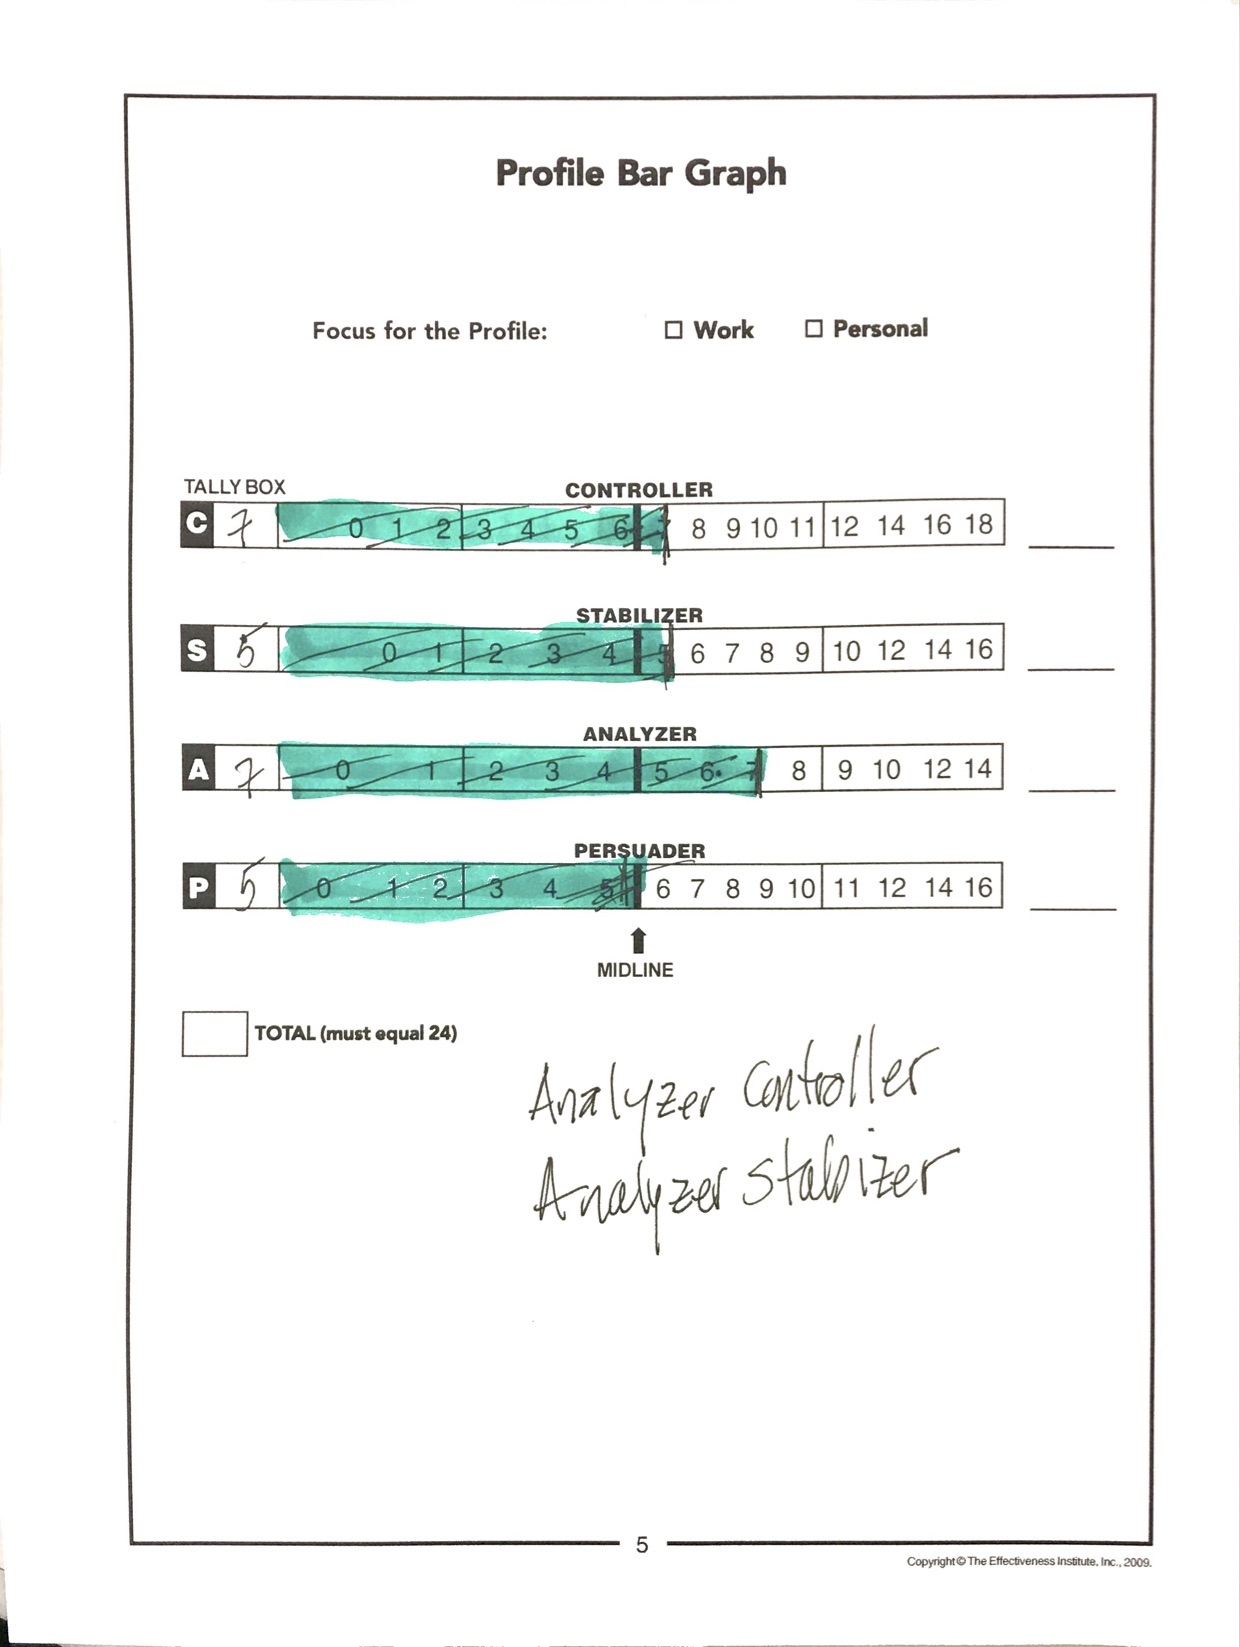 Profile Bar Graph
Focus for the Profile: □ Work □ Personal
TALLY BOX CONTROLLER
C 7 0 1 2 3 4 5 6 7 8 9 10 11 12 14 16 18
STABILIZER
S 5 0 1 2 3 4 5 6 7 8 9 10 12 14 16
ANALYZER
A 7 0 1 2 3 4 5 6 7 8 9 10 12 14
PERSUADER
P 5 0 1 2 3 4 5 6 7 8 9 10 11 12 14 16
MIDLINE
TOTAL (must equal 24)
Analyzer Controller
Analyzer Stabizer
5
Copyright © The Effectiveness Institute, Inc., 2009.